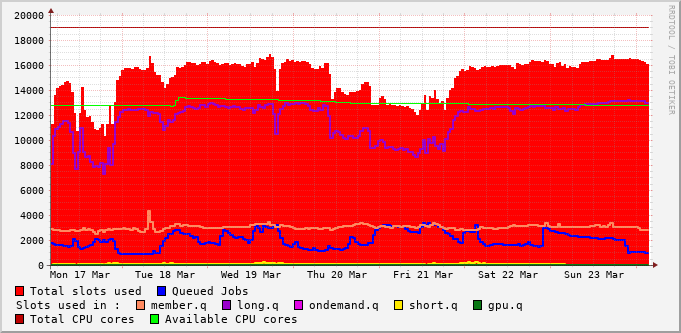 20000
18000
16000
14000
12000
10000
8000
6000
4000
2000
0
Mon 17 Mar Tue 18 Mar Wed 19 Mar Thu 20 Mar Fri 21 Mar Sat 22 Mar Sun 23 Mar
Total slots used Queued Jobs
Slots used in : member.q long.q ondemand.q short.q gpu.q
Total CPU cores Available CPU cores
RRDTOOL / TOBI OETIKER